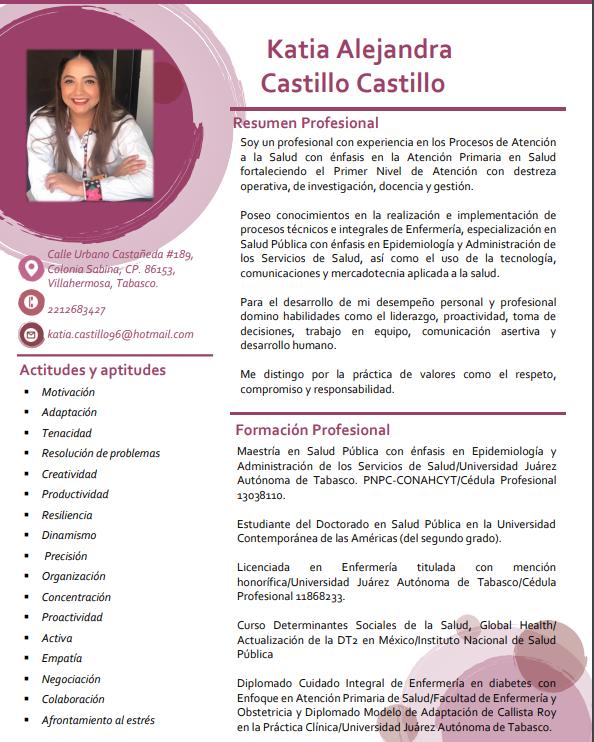 Katia Alejandra
Castillo Castillo
Calle Urbano Castañeda #189,
Colonia Sabina, CP. 86153,
Villahermosa, Tabasco.
2212683427
katia.castillo96@hotmail.com
Actitudes y aptitudes
▪ Motivación
▪ Adaptación
▪ Tenacidad
▪ Resolución de problemas
▪ Creatividad
▪ Productividad
▪ Resiliencia
▪ Dinamismo
▪ Precisión
▪ Organización
▪ Concentración
▪ Proactividad
▪ Activa
▪ Empatía
▪ Negociación
▪ Colaboración
▪ Afrontamiento al estrés
Resumen Profesional
Soy un profesional con experiencia en los Procesos de Atención
a la Salud con énfasis en la Atención Primaria en Salud
fortaleciendo el Primer Nivel de Atención con destreza
operativa, de investigación, docencia y gestión.
Poseo conocimientos en la realización e implementación de
procesos técnicos e integrales de Enfermería, especialización en
Salud Pública con énfasis en Epidemiología y Administración de
los Servicios de Salud, así como el uso de la tecnología,
comunicaciones y mercadotecnia aplicada a la salud.
Para el desarrollo de mi desempeño personal y profesional
domino habilidades como el liderazgo, proactividad, toma de
decisiones, trabajo en equipo, comunicación asertiva y
desarrollo humano.
Me distingo por la práctica de valores como el respeto,
compromiso y responsabilidad.
Formación Profesional
Maestría en Salud Pública con énfasis en Epidemiología y
Administración de los Servicios de Salud/Universidad Juárez
Autónoma de Tabasco. PNPC-CONAHCYT/Cédula Profesional
13038110.
Estudiante del Doctorado en Salud Pública en la Universidad
Contemporánea de las Américas (del segundo grado).
Licenciada en Enfermería titulada con mención
honorífica/Universidad Juárez Autónoma de Tabasco/Cédula
Profesional 11868233.
Curso Determinantes Sociales de la Salud, Global Health/
Actualización de la DT2 en México/Instituto Nacional de Salud
Pública
Diplomado Cuidado Integral de Enfermería en diabetes con
Enfoque en Atención Primaria de Salud/Facultad de Enfermería y
Obstetricia y Diplomado Modelo de Adaptación de Callista Roy
en la Práctica Clínica/Universidad Juárez Autónoma de Tabasco.